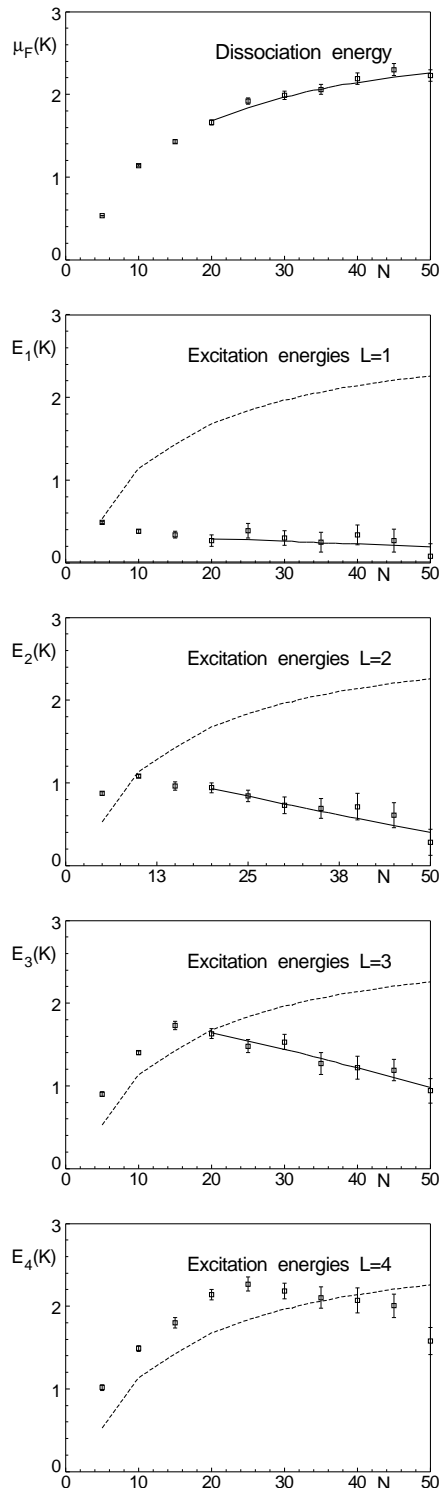 3
μF(K)
Dissociation energy
2
1
0
0 10 20 30 40 N 50
3
E1(K)
Excitation energies L=1
2
1
0
0 10 20 30 40 N 50
3
E2(K)
Excitation energies L=2
2
1
0
0 13 25 38 N 50
3
E3(K)
Excitation energies L=3
2
1
0
0 10 20 30 40 N 50
3
E4(K)
Excitation energies L=4
2
1
0
0 10 20 30 40 N 50